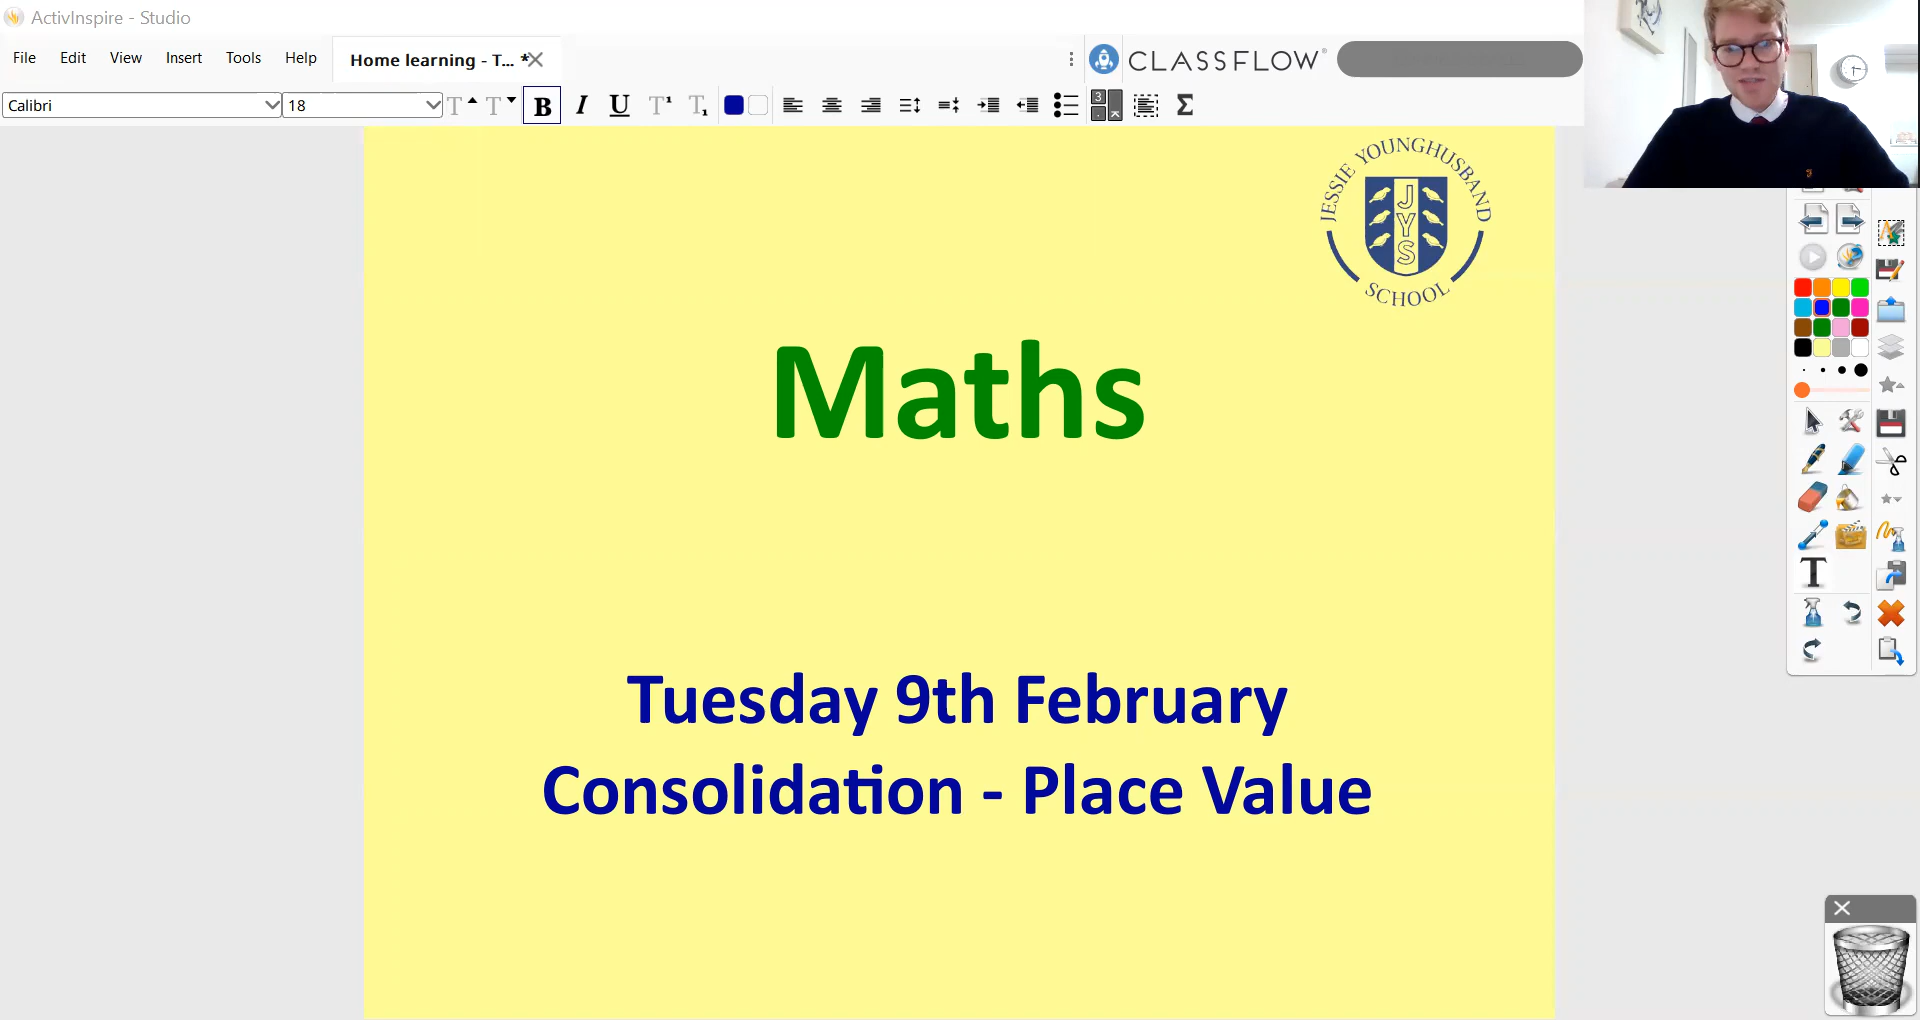 ActivInspire - Studio
File Edit View Insert Tools Help
Home learning - T... *
CLASSFLOW
Calibri
18
JESSIE YOUNGHUSBAND
JYS
SCHOOL
Maths
Tuesday 9th February
Consolidation - Place Value